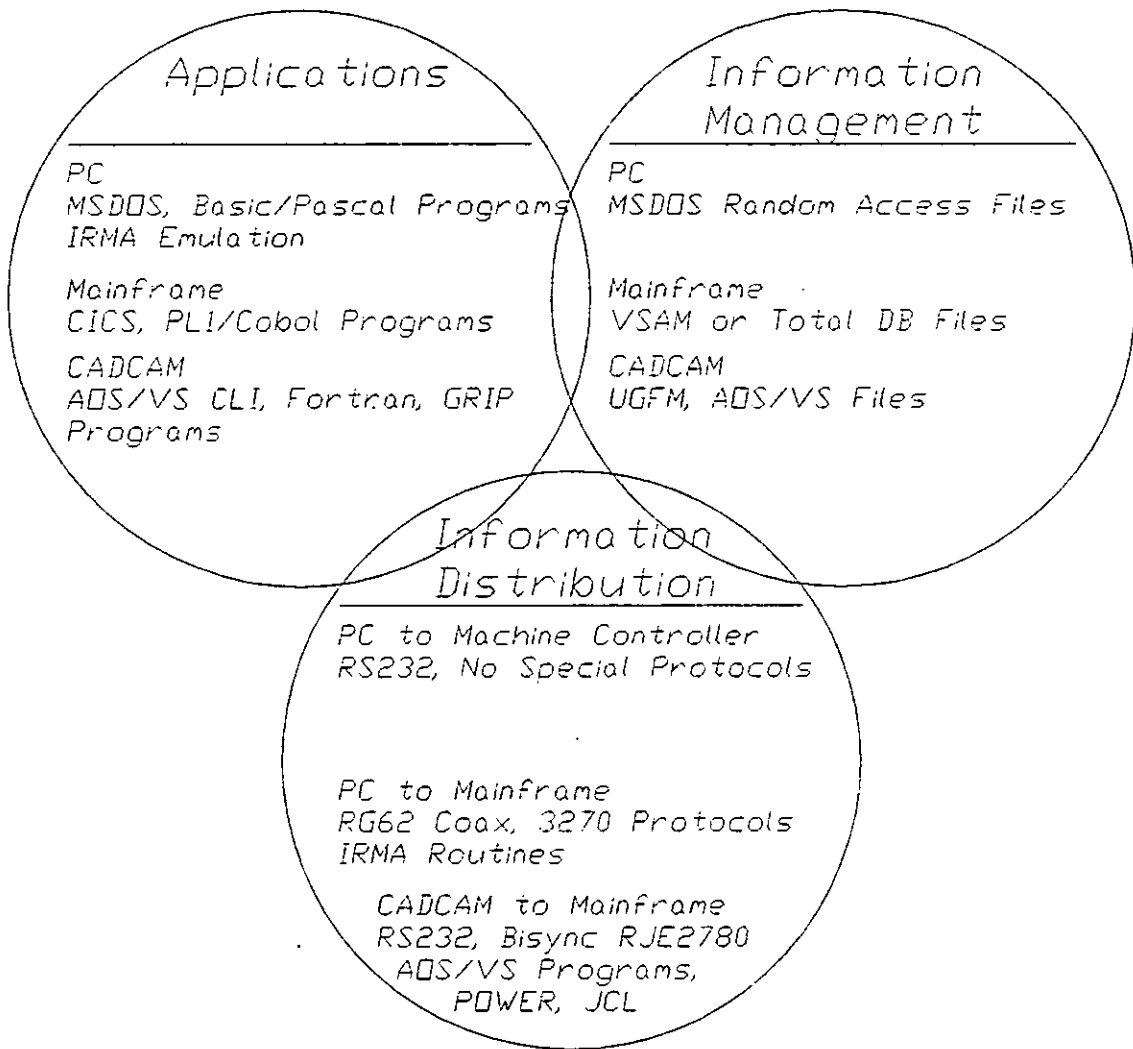 Applications
PC
MSDOS, Basic/Pascal Programs
IRMA Emulation
Mainframe
CICS, PL1/Cobol Programs
CADCAM
AOS/VS CLI, Fortran, GRIP
Programs
Information
Management
PC
MSDOS Random Access Files
Mainframe
VSAM or Total DB Files
CADCAM
UGFM, AOS/VS Files
Information
Distribution
PC to Machine Controller
RS232, No Special Protocols
PC to Mainframe
RG62 Coax, 3270 Protocols
IRMA Routines
CADCAM to Mainframe
RS232, Bisync RJE2780
AOS/VS Programs,
POWER, JCL